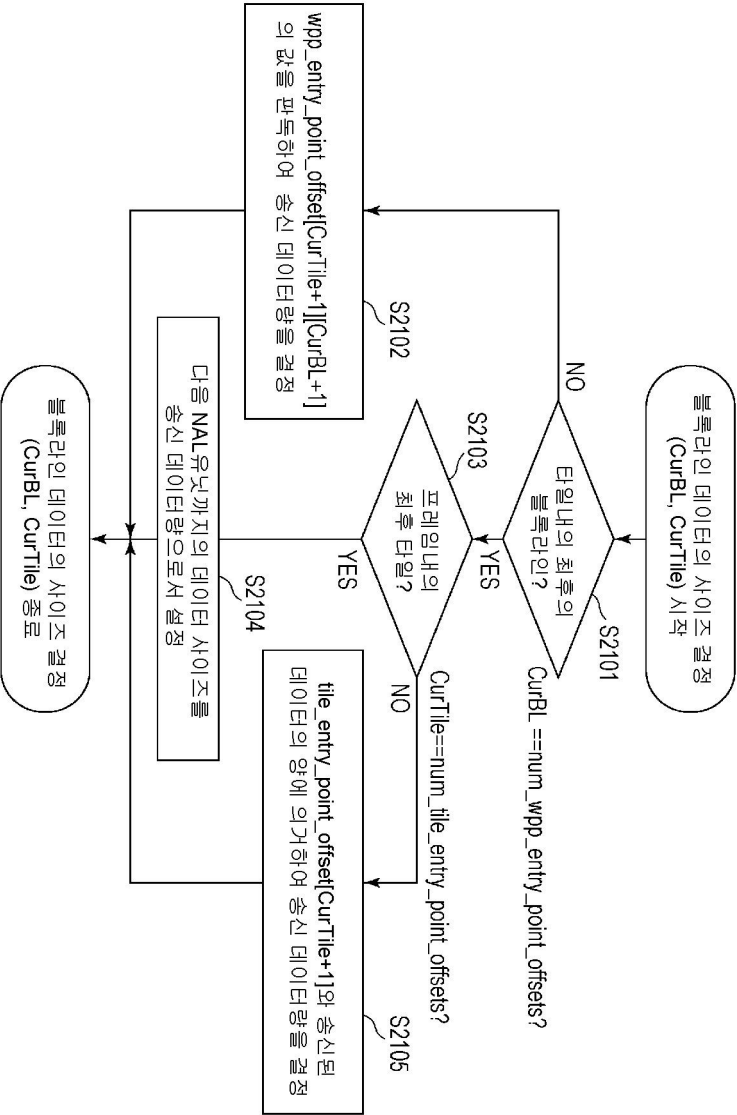 블록라인 데이터의 사이즈 결정
(CurBL, CurTile) 시작
S2101
타일내의 최후의
블록라인?
CurBL ==num_wpp_entry_point_offsets?
NO
YES
S2103
프레임내의
최후 타일?
CurTile==num_tile_entry_point_offsets?
NO
YES
S2102
wpp_entry_point_offset[CurTile+1][CurBL+1]
의 값을 판독하여 송신 데이터량을 결정
S2104
다음 NAL유닛까지의 데이터 사이즈를
송신 데이터량으로서 설정
S2105
tile_entry_point_offset[CurTile+1]와 송신된
데이터의 양에 의거하여 송신 데이터량을 결정
블록라인 데이터의 사이즈 결정
(CurBL, CurTile) 종료